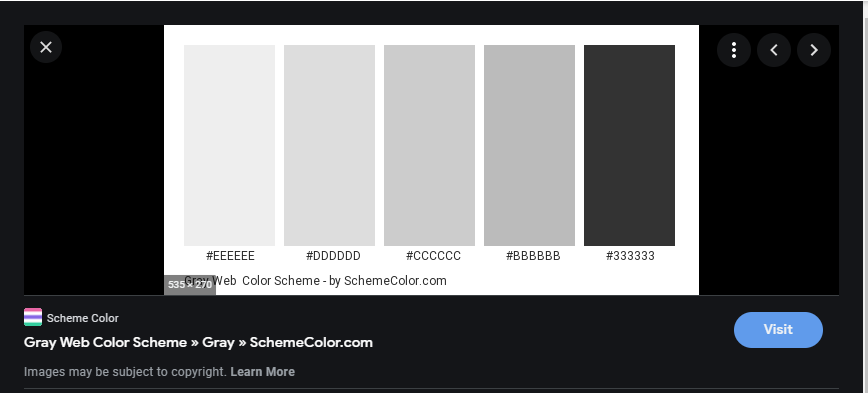 #EEEEEE #DDDDDD #CCCCCC #BBBBBB #333333
Gray Web Color Scheme - by SchemeColor.com
535 × 270
Scheme Color
Visit
Gray Web Color Scheme » Gray » SchemeColor.com
Images may be subject to copyright. Learn More